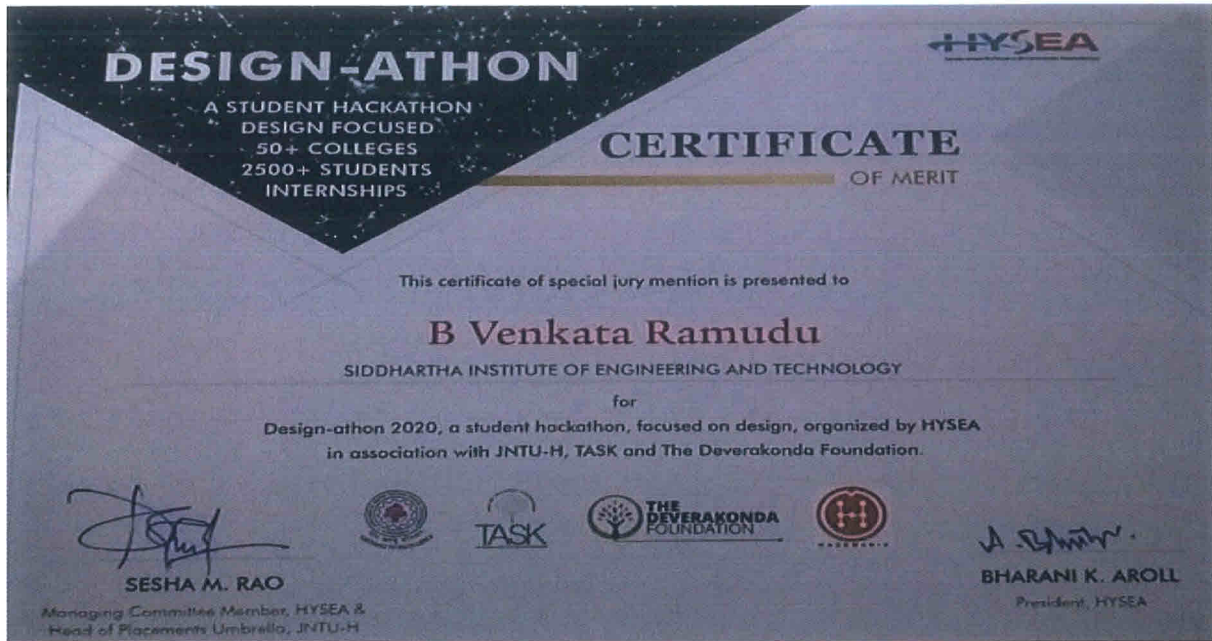 DESIGN-ATHON
A STUDENT HACKATHON
DESIGN FOCUSED
50+ COLLEGES
2500+ STUDENTS
INTERNSHIPS
HYSEA
CERTIFICATE
OF MERIT
This certificate of special jury mention is presented to
B Venkata Ramudu
SIDDHARTHA INSTITUTE OF ENGINEERING AND TECHNOLOGY
for
Design-athon 2020, a student hackathon, focused on design, organized by HYSEA
in association with JNTU-H, TASK and The Deverakonda Foundation.
TASK
THE
DEVERAKONDA
FOUNDATION
SESHA M. RAO
Managing Committee Member, HYSEA &
Head of Placements Umbrella, JNTU-H
BHARANI K. AROLL
President, HYSEA